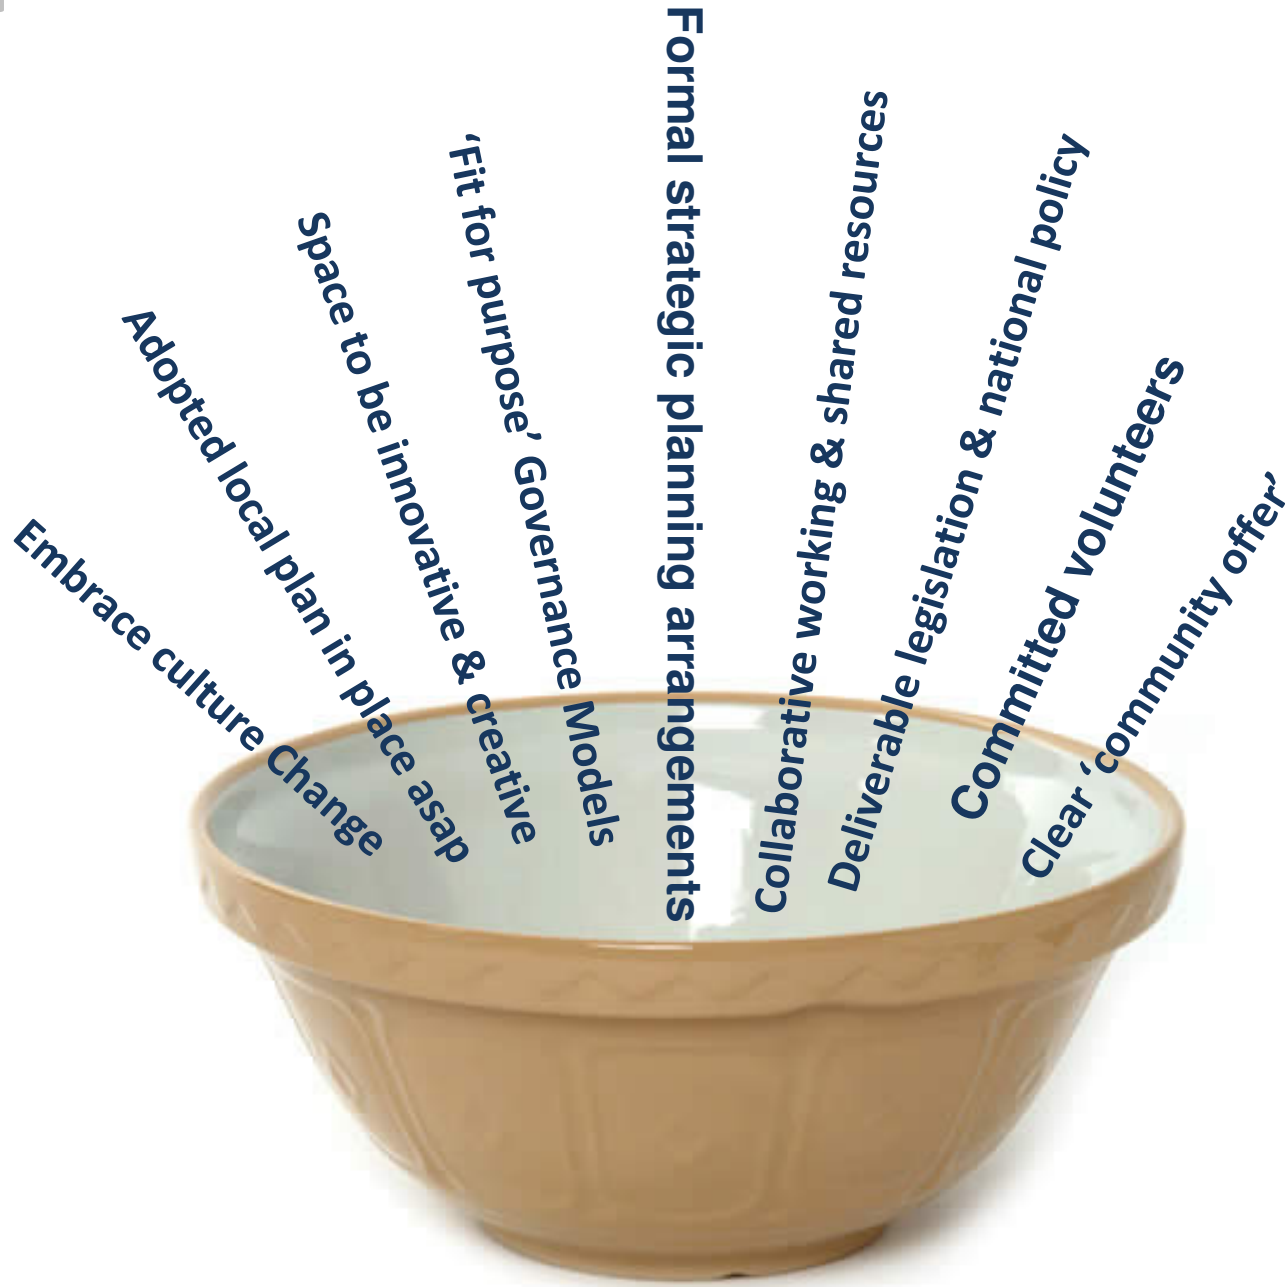 Embrace culture Change
Adopted local plan in place asap
Space to be innovative & creative
‘Fit for purpose’ Governance Models
Formal strategic planning arrangements
Collaborative working & shared resources
Deliverable legislation & national policy
Committed volunteers
Clear ‘community offer’